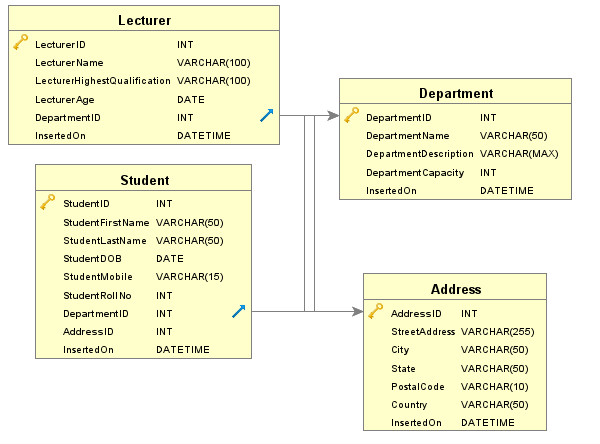 Lecturer
LecturerID INT
LecturerName VARCHAR(100)
LecturerHighestQualification VARCHAR(100)
LecturerAge DATE
DepartmentID INT
InsertedOn DATETIME
Department
DepartmentID INT
DepartmentName VARCHAR(50)
DepartmentDescription VARCHAR(MAX)
DepartmentCapacity INT
InsertedOn DATETIME
Student
StudentID INT
StudentFirstName VARCHAR(50)
StudentLastName VARCHAR(50)
StudentDOB DATE
StudentMobile VARCHAR(15)
StudentRollNo INT
DepartmentID INT
AddressID INT
InsertedOn DATETIME
Address
AddressID INT
StreetAddress VARCHAR(255)
City VARCHAR(50)
State VARCHAR(50)
PostalCode VARCHAR(10)
Country VARCHAR(50)
InsertedOn DATETIME